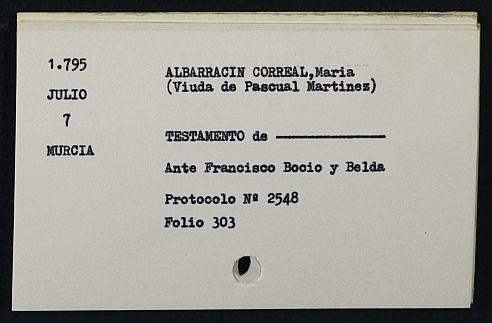 1.795
JULIO
7
MURCIA
ALBARRACIN CORREAL,Maria
(Viuda de Pascual Martinez)
TESTAMENTO de ————————
Ante Francisco Bocio y Belda
Protocolo Nº 2548
Folio 303